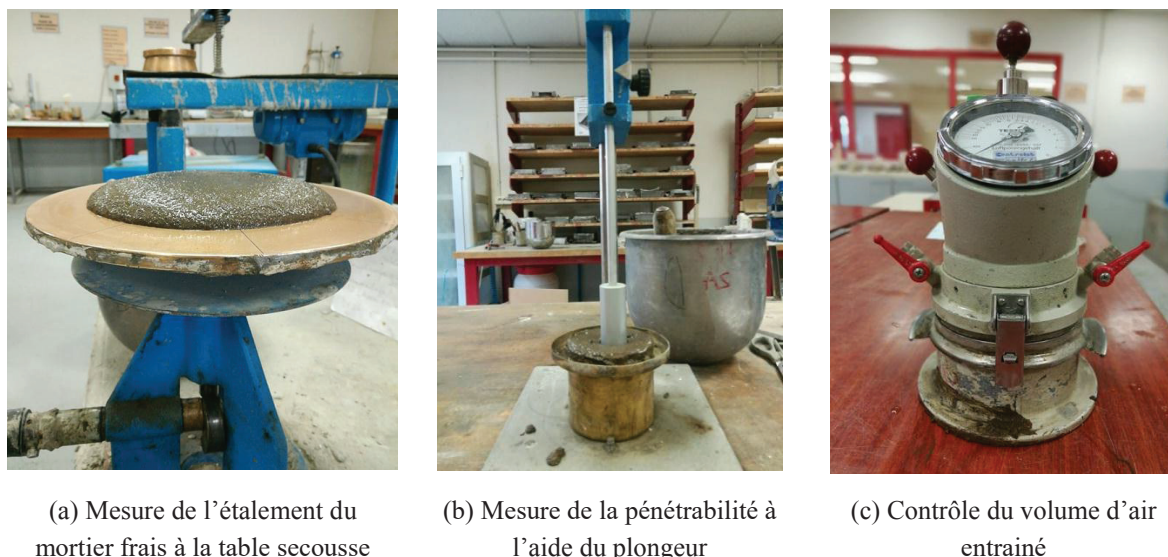 ZA
(a) Mesure de l’étalement du
mortier frais à la table secousse
(b) Mesure de la pénétrabilité à
l’aide du plongeur
(c) Contrôle du volume d’air
entrainé